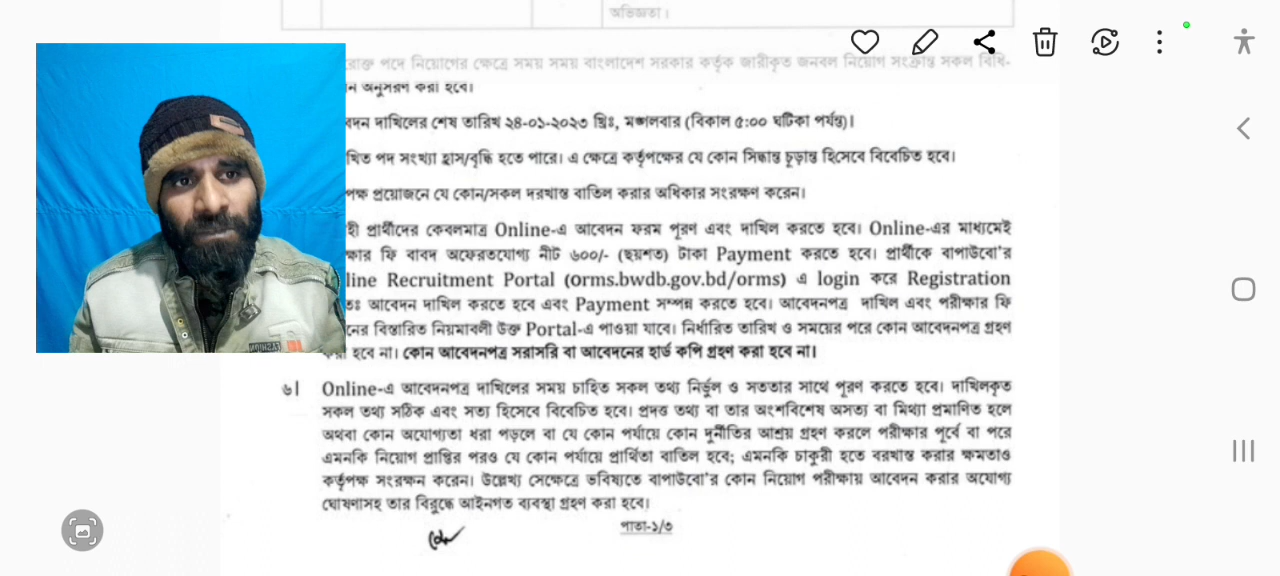 অভিজ্ঞতা।
রোক্ত পদে নিয়োগের ক্ষেত্রে সময় সময় বাংলাদেশ সরকার কর্তৃক জারীকৃত জনবল নিয়োগ সংক্রান্ত সকল বিধি-
ন অনুসরণ করা হবে।
বদন দাখিলের শেষ তারিখ ২৪-০১-২০২৩ খ্রিঃ, মঙ্গলবার (বিকাল ৫:০০ ঘটিকা পর্যন্ত)।
খিত পদ সংখ্যা হ্রাস/বৃদ্ধি হতে পারে। এ ক্ষেত্রে কর্তৃপক্ষের যে কোন সিদ্ধান্ত চূড়ান্ত হিসেবে বিবেচিত হবে।
পক্ষ প্রয়োজনে যে কোন/সকল দরখাস্ত বাতিল করার অধিকার সংরক্ষণ করেন।
হী প্রার্থীদের কেবলমাত্র Online-এ আবেদন ফরম পূরণ এবং দাখিল করতে হবে। Online-এর মাধ্যমেই
ক্ষার ফি বাবদ অফেরতযোগ্য নীট ৬০০/- (ছয়শত) টাকা Payment করতে হবে। প্রার্থীকে বাপাউবো'র
line Recruitment Portal (orms.bwdb.gov.bd/orms) এ login করে Registration
তঃ আবেদন দাখিল করতে হবে এবং Payment সম্পন্ন করতে হবে। আবেদনপত্র দাখিল এবং পরীক্ষার ফি
নের বিস্তারিত নিয়মাবলী উক্ত Portal-এ পাওয়া যাবে। নির্ধারিত তারিখ ও সময়ের পরে কোন আবেদনপত্র গ্রহণ
করা হবে না। কোন আবেদনপত্র সরাসরি বা আবেদনের হার্ড কপি গ্রহণ করা হবে না।
৬। Online-এ আবেদনপত্র দাখিলের সময় চাহিত সকল তথ্য নির্ভুল ও সততার সাথে পূরণ করতে হবে। দাখিলকৃত
সকল তথ্য সঠিক এবং সত্য হিসেবে বিবেচিত হবে। প্রদত্ত তথ্য বা তার অংশবিশেষ অসত্য বা মিথ্যা প্রমাণিত হলে
অথবা কোন অযোগ্যতা ধরা পড়লে বা যে কোন পর্যায়ে কোন দুর্নীতির আশ্রয় গ্রহণ করলে পরীক্ষার পূর্বে বা পরে
এমনকি নিয়োগ প্রাপ্তির পরও যে কোন পর্যায়ে প্রার্থিতা বাতিল হবে; এমনকি চাকুরী হতে বরখাস্ত করার ক্ষমতাও
কর্তৃপক্ষ সংরক্ষন করেন। উল্লেখ্য সেক্ষেত্রে ভবিষ্যতে বাপাউবো'র কোন নিয়োগ পরীক্ষায় আবেদন করার অযোগ্য
ঘোষণাসহ তার বিরুদ্ধে আইনগত ব্যবস্থা গ্রহণ করা হবে।
পাতা-১/৩